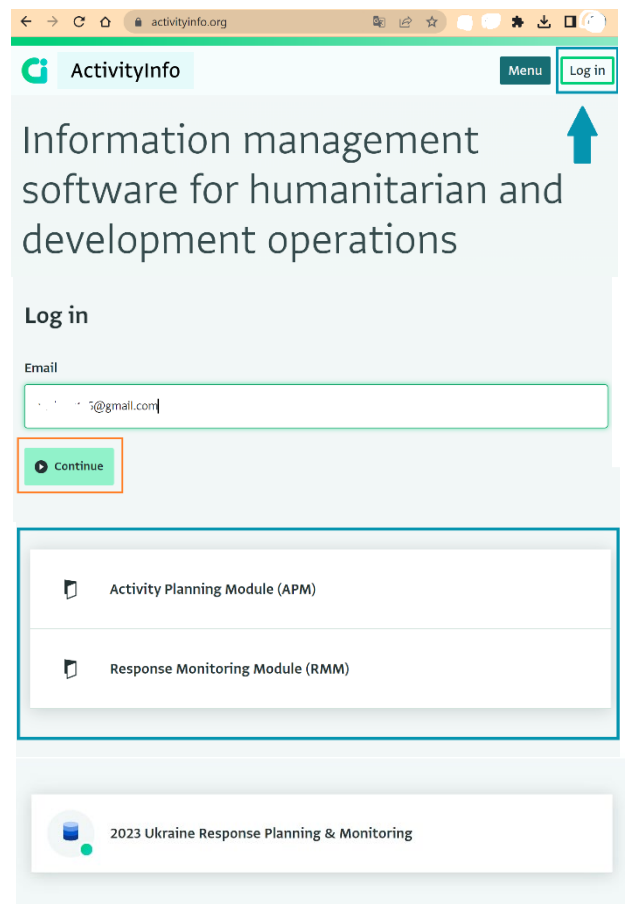 activityinfo.org
ActivityInfo
Menu
Log in
Information management
software for humanitarian and
development operations
Log in
Email
@gmail.com
Continue
Activity Planning Module (APM)
Response Monitoring Module (RMM)
2023 Ukraine Response Planning & Monitoring